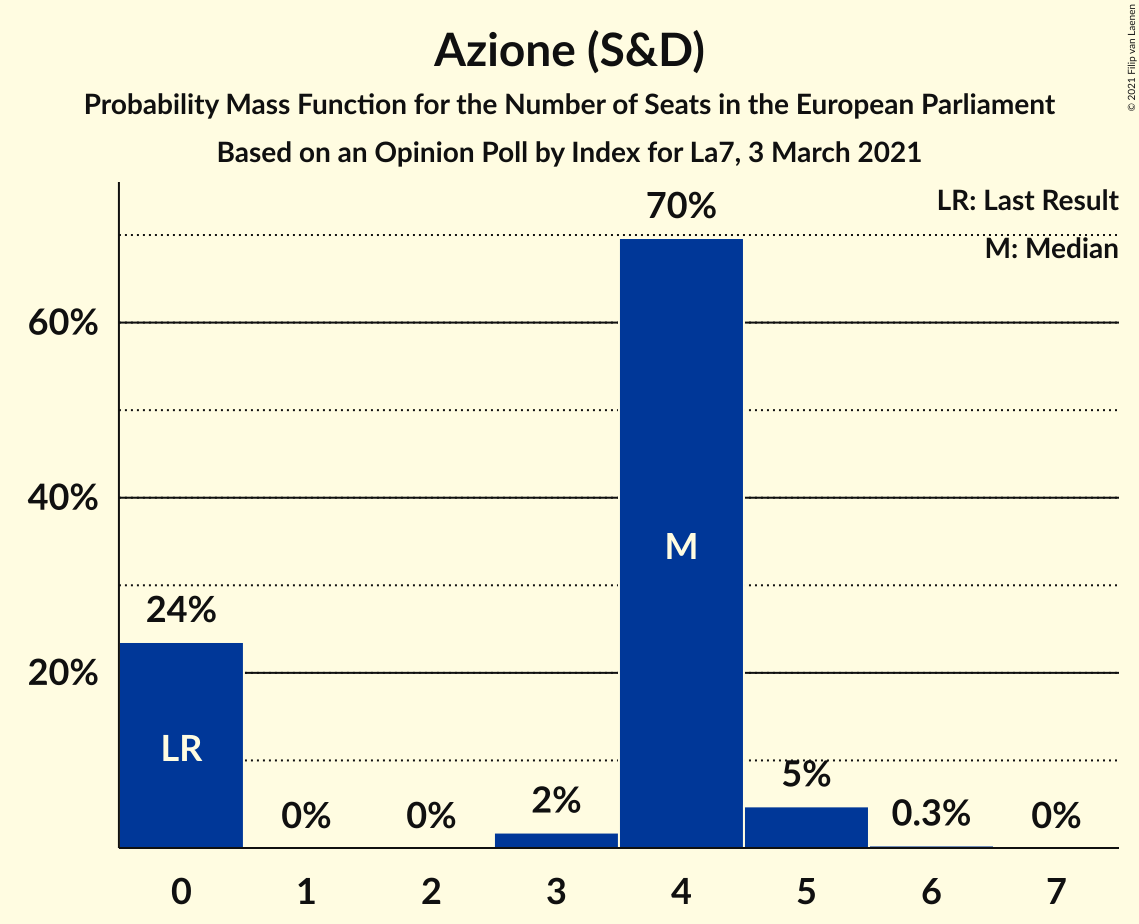 Azione (S&D)
Probability Mass Function for the Number of Seats in the European Parliament
Based on an Opinion Poll by Index for La7, 3 March 2021
© 2021 Filip van Laenen
LR: Last Result
M: Median
70%
60%
40%
20%
24%
0%
0%
2%
5%
0.3%
0%
LR
M
0 1 2 3 4 5 6 7